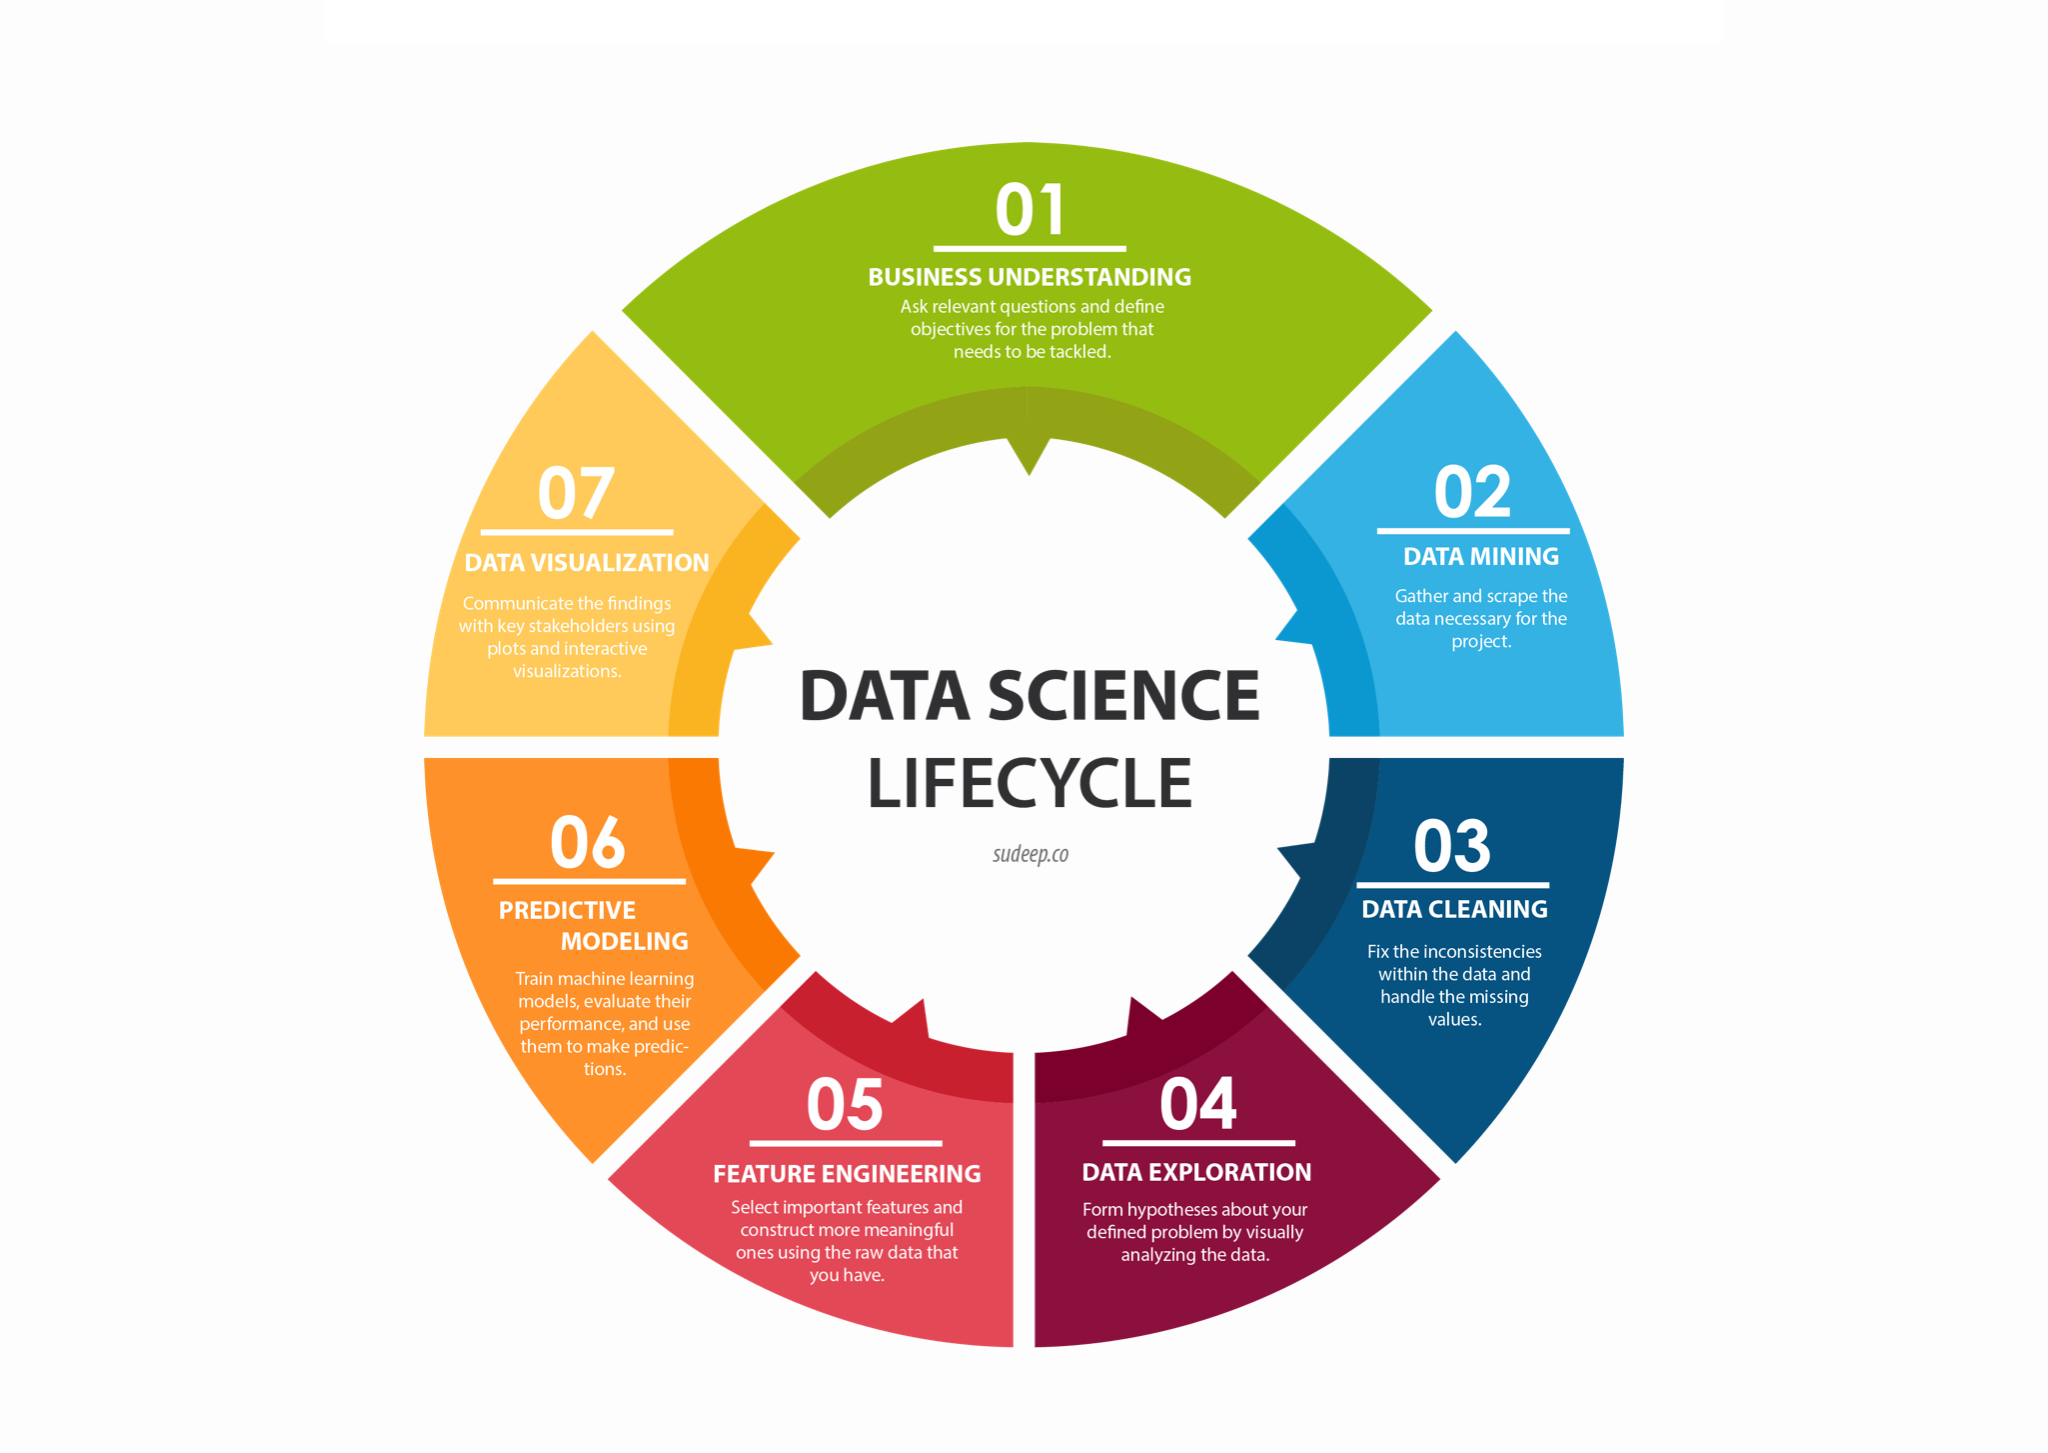 01
BUSINESS UNDERSTANDING
Ask relevant questions and define
objectives for the problem that
needs to be tackled.
02
DATA MINING
Gather and scrape the
data necessary for the
project.
03
DATA CLEANING
Fix the inconsistencies
within the data and
handle the missing
values.
04
DATA EXPLORATION
Form hypotheses about your
defined problem by visually
analyzing the data.
05
FEATURE ENGINEERING
Select important features and
construct more meaningful
ones using the raw data that
you have.
06
PREDICTIVE
MODELING
Train machine learning
models, evaluate their
performance, and use
them to make predic-
tions.
07
DATA VISUALIZATION
Communicate the findings
with key stakeholders using
plots and interactive
visualizations.
DATA SCIENCE
LIFECYCLE
sudeep.co